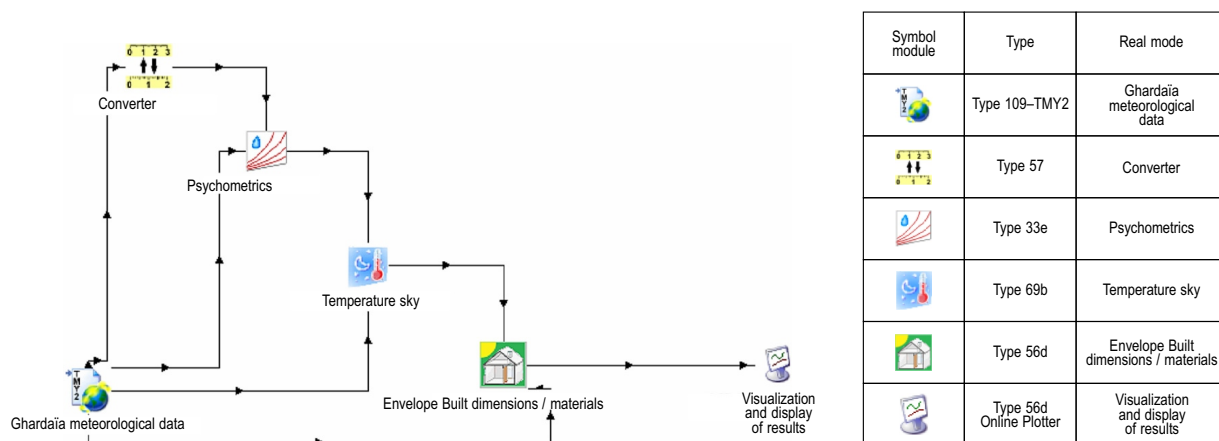 0 1 2 3
0 1 2
Converter
Psychometrics
Temperature sky
TMY2
Ghardaïa meteorological data
Envelope Built dimensions / materials
Visualization
and display
of results
Symbol
module
Type
Real mode
TMY2
Type 109–TMY2
Ghardaïa
meteorological
data
0 1 2 3
0 1 2
Type 57
Converter
Type 33e
Psychometrics
Type 69b
Temperature sky
Type 56d
Envelope Built
dimensions / materials
Type 56d
Online Plotter
Visualization
and display
of results